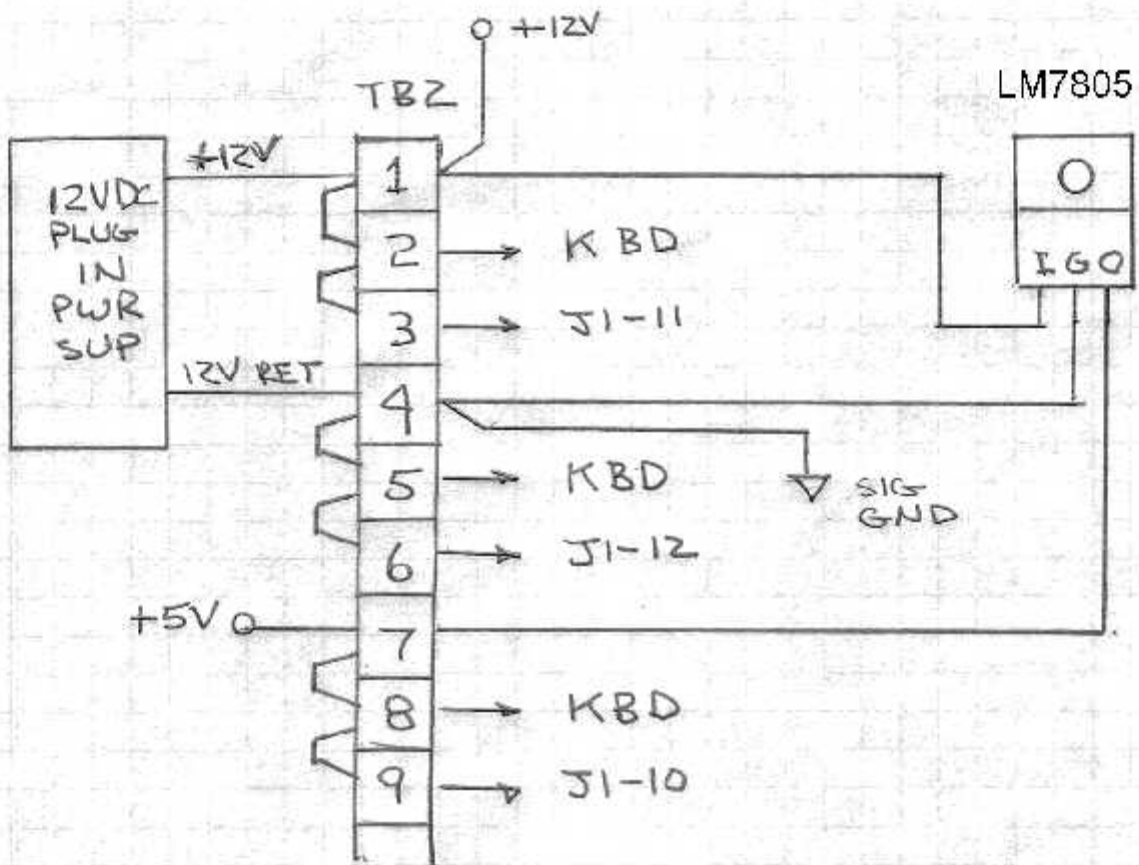 +12V
TB2
LM7805
+12V
12VDC
PLUG
IN
PWR
SUP
12V RET
1
2
KBD
3
J1-11
I G O
4
5
KBD
SIG
GND
6
J1-12
+5V
7
8
KBD
9
J1-10